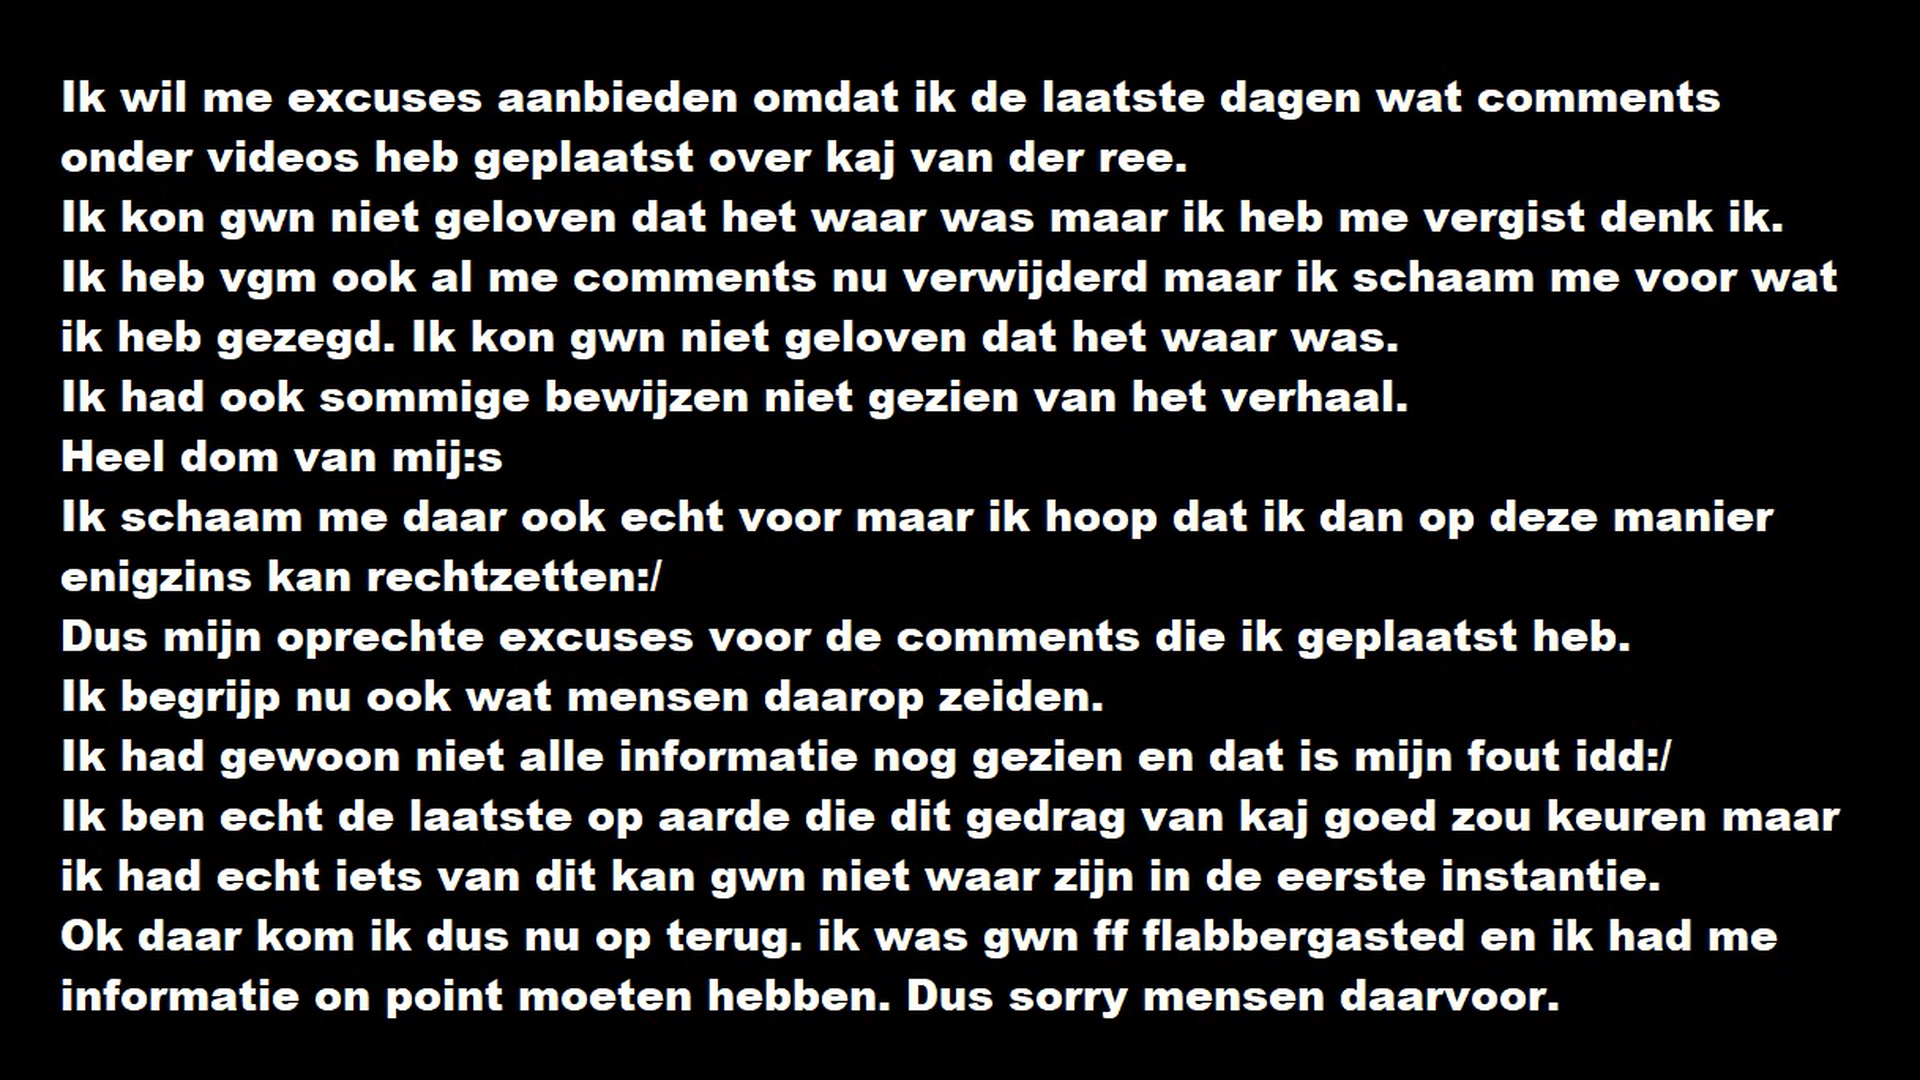 Ik wil me excuses aanbieden omdat ik de laatste dagen wat comments
onder videos heb geplaatst over kaj van der ree.
Ik kon gwn niet geloven dat het waar was maar ik heb me vergist denk ik.
Ik heb vgm ook al me comments nu verwijderd maar ik schaam me voor wat
ik heb gezegd. Ik kon gwn niet geloven dat het waar was.
Ik had ook sommige bewijzen niet gezien van het verhaal.
Heel dom van mij:s
Ik schaam me daar ook echt voor maar ik hoop dat ik dan op deze manier
enigzins kan rechtzetten:/
Dus mijn oprechte excuses voor de comments die ik geplaatst heb.
Ik begrijp nu ook wat mensen daarop zeiden.
Ik had gewoon niet alle informatie nog gezien en dat is mijn fout idd:/
Ik ben echt de laatste op aarde die dit gedrag van kaj goed zou keuren maar
ik had echt iets van dit kan gwn niet waar zijn in de eerste instantie.
Ok daar kom ik dus nu op terug. ik was gwn ff flabbergasted en ik had me
informatie on point moeten hebben. Dus sorry mensen daarvoor.